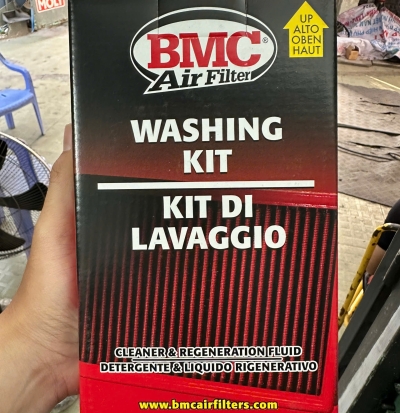 MOLT
UP
ALTO
OBEN
HAUT
BMC®
Air Filter
WASHING
KIT
KIT DI
LAVAGGIO
CLEANER & REGENERATION FLUID
DETERGENTE & LIQUIDO RIGENERATIVO
www.bmcairfilters.com